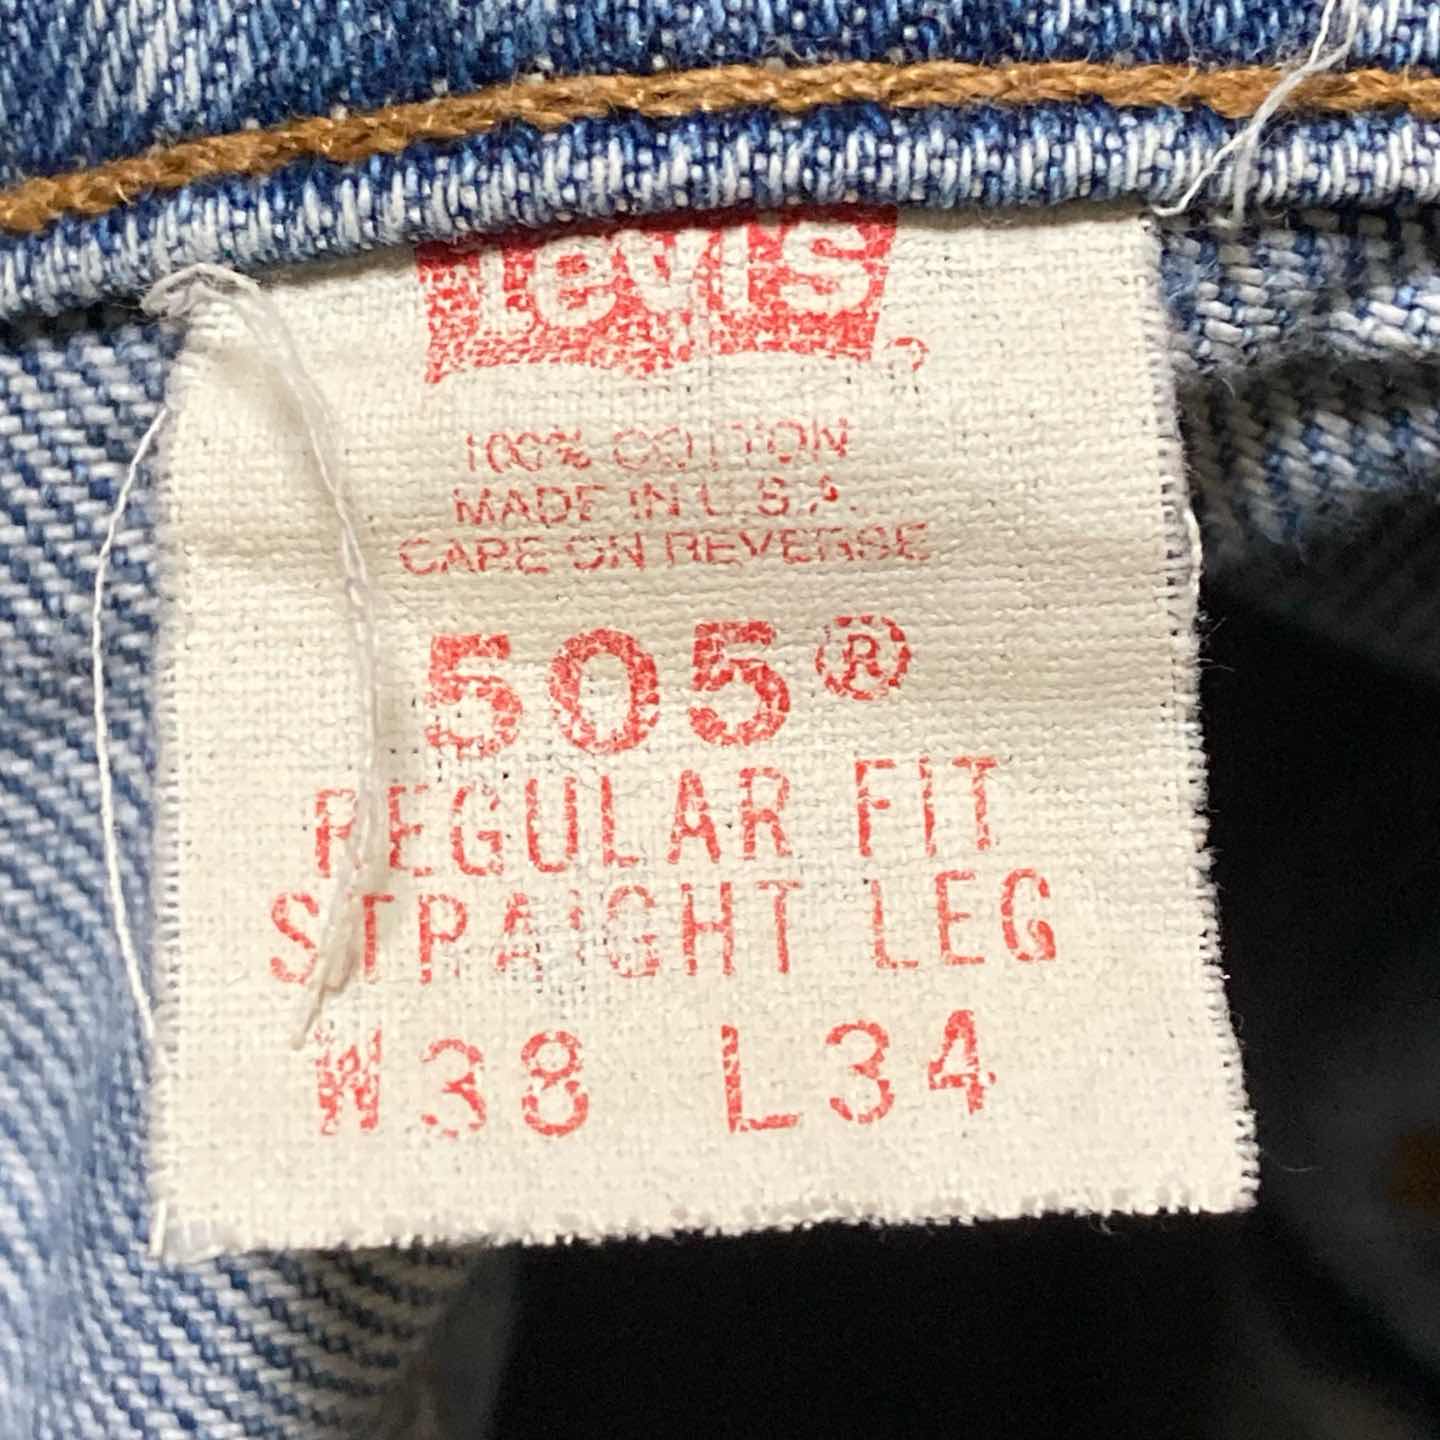 Levi's
100% COTTON
MADE IN U.S.A.
CARE ON REVERSE
505®
REGULAR FIT
STRAIGHT LEG
W38 L34